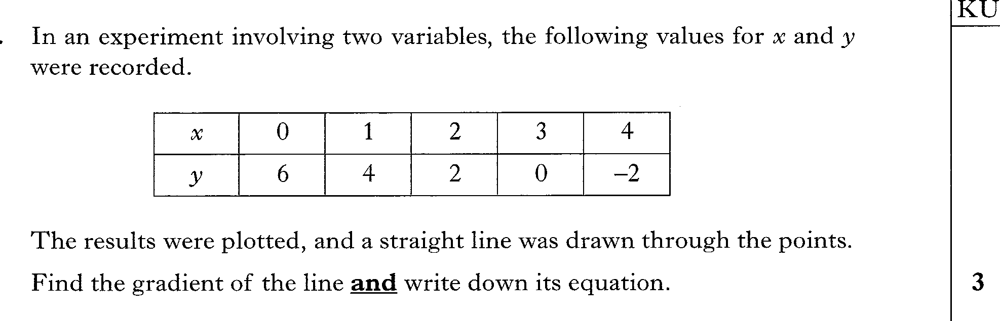 KU
. In an experiment involving two variables, the following values for x and y
were recorded.
x 0 1 2 3 4
y 6 4 2 0 –2
The results were plotted, and a straight line was drawn through the points.
Find the gradient of the line and write down its equation. 3